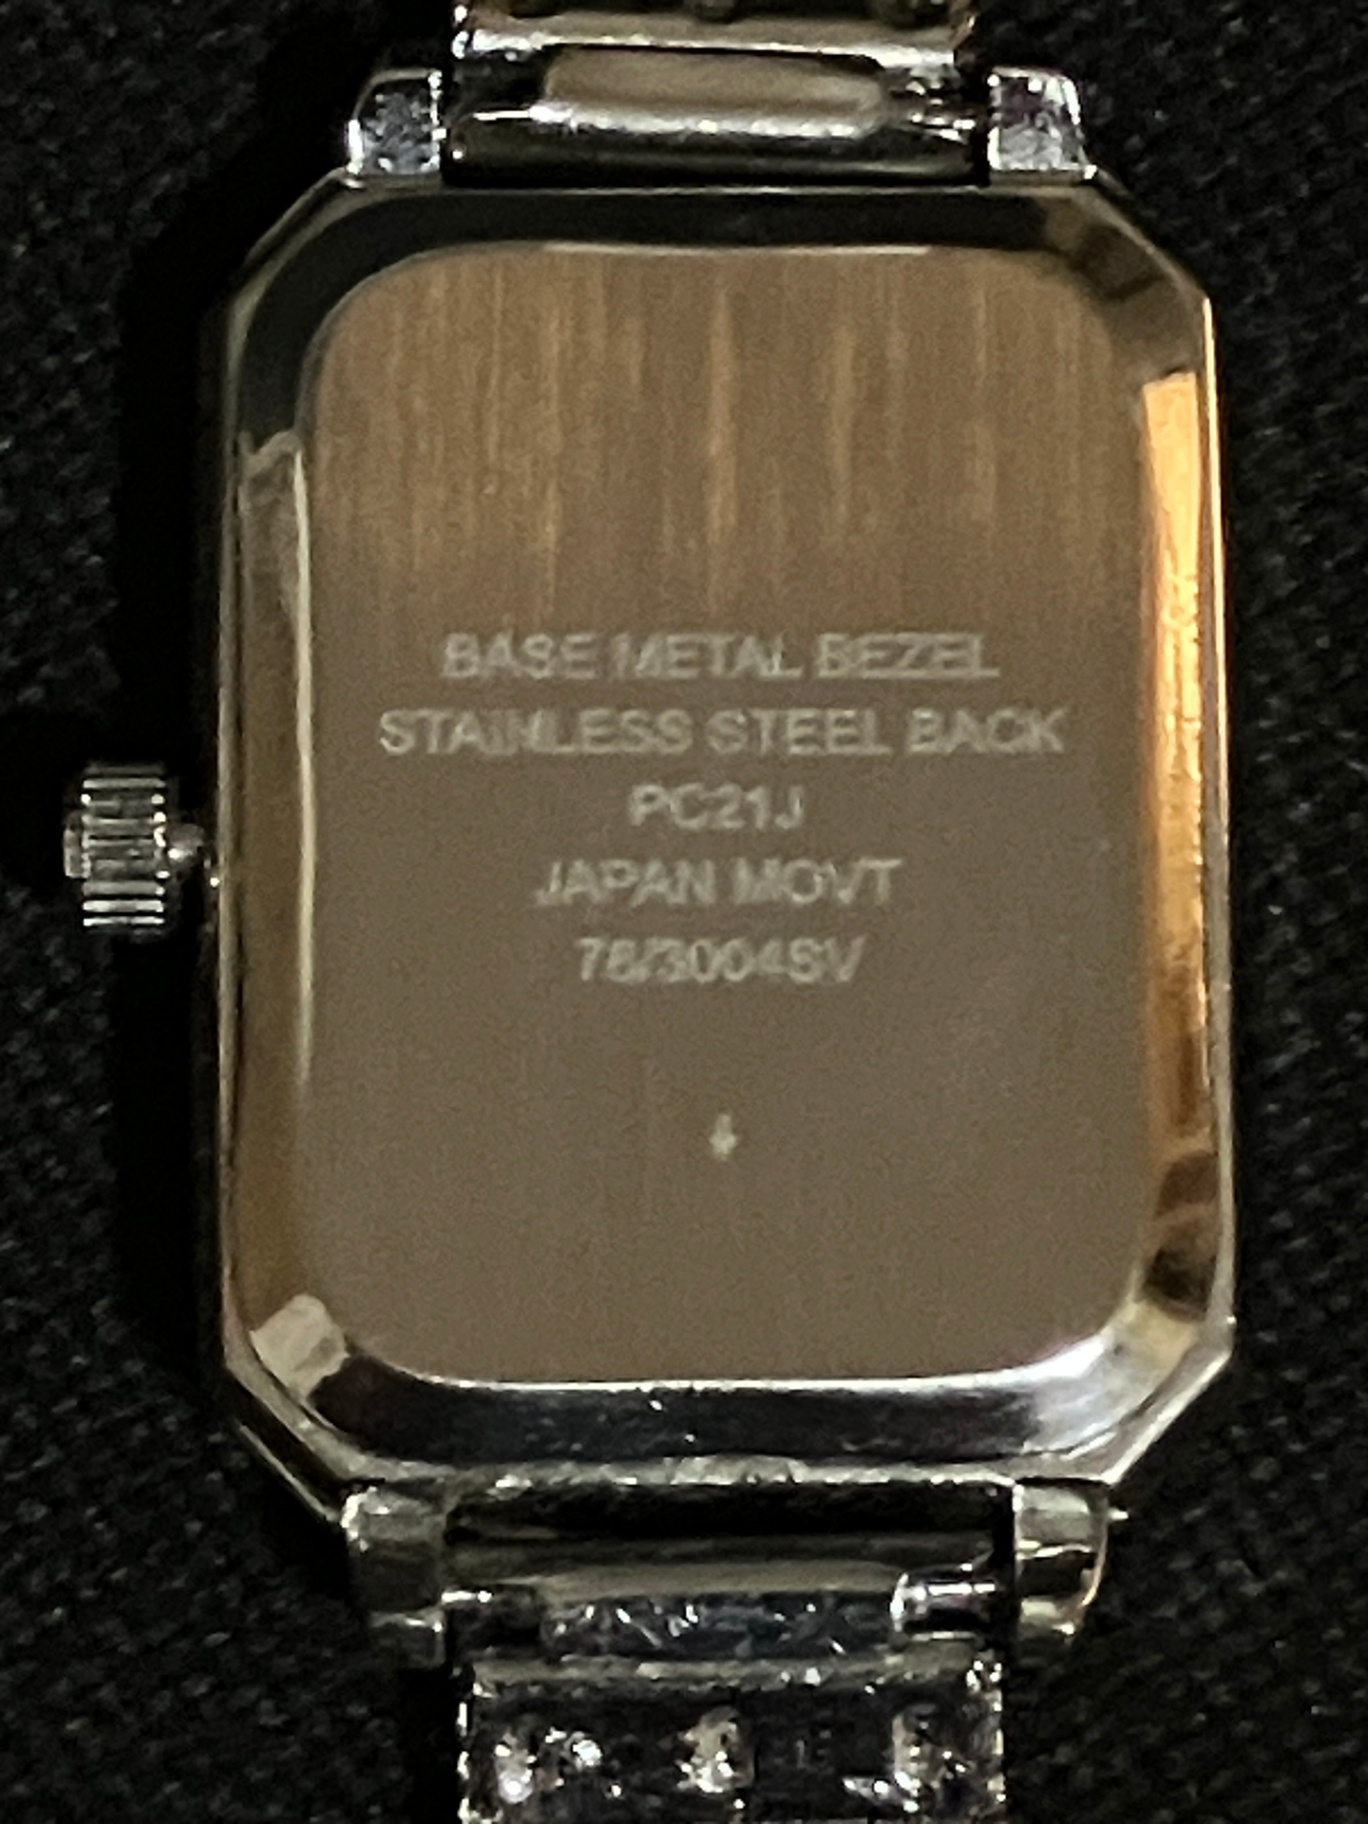 BASE METAL BEZEL
STAINLESS STEEL BACK
PC21J
JAPAN MOVT
78/3004SV